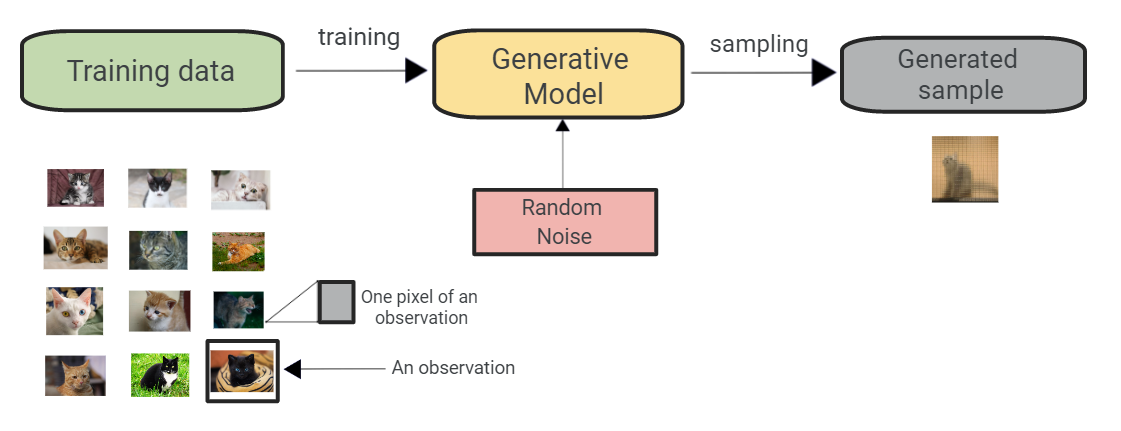 Training data
training
Generative
Model
sampling
Generated
sample
Random
Noise
One pixel of an
observation
An observation